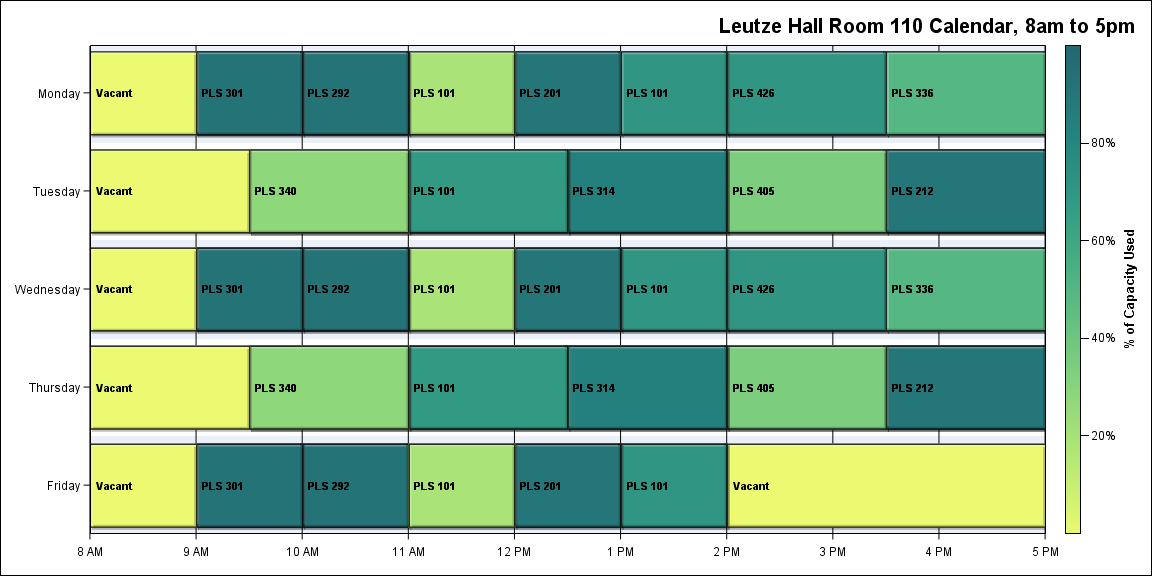 Leutze Hall Room 110 Calendar, 8am to 5pm
Monday
Vacant
PLS 301
PLS 292
PLS 101
PLS 201
PLS 101
PLS 426
PLS 336
Tuesday
Vacant
PLS 340
PLS 101
PLS 314
PLS 405
PLS 212
Wednesday
Vacant
PLS 301
PLS 292
PLS 101
PLS 201
PLS 101
PLS 426
PLS 336
Thursday
Vacant
PLS 340
PLS 101
PLS 314
PLS 405
PLS 212
Friday
Vacant
PLS 301
PLS 292
PLS 101
PLS 201
PLS 101
Vacant
8 AM
9 AM
10 AM
11 AM
12 PM
1 PM
2 PM
3 PM
4 PM
5 PM
80%
60%
40%
20%
% of Capacity Used